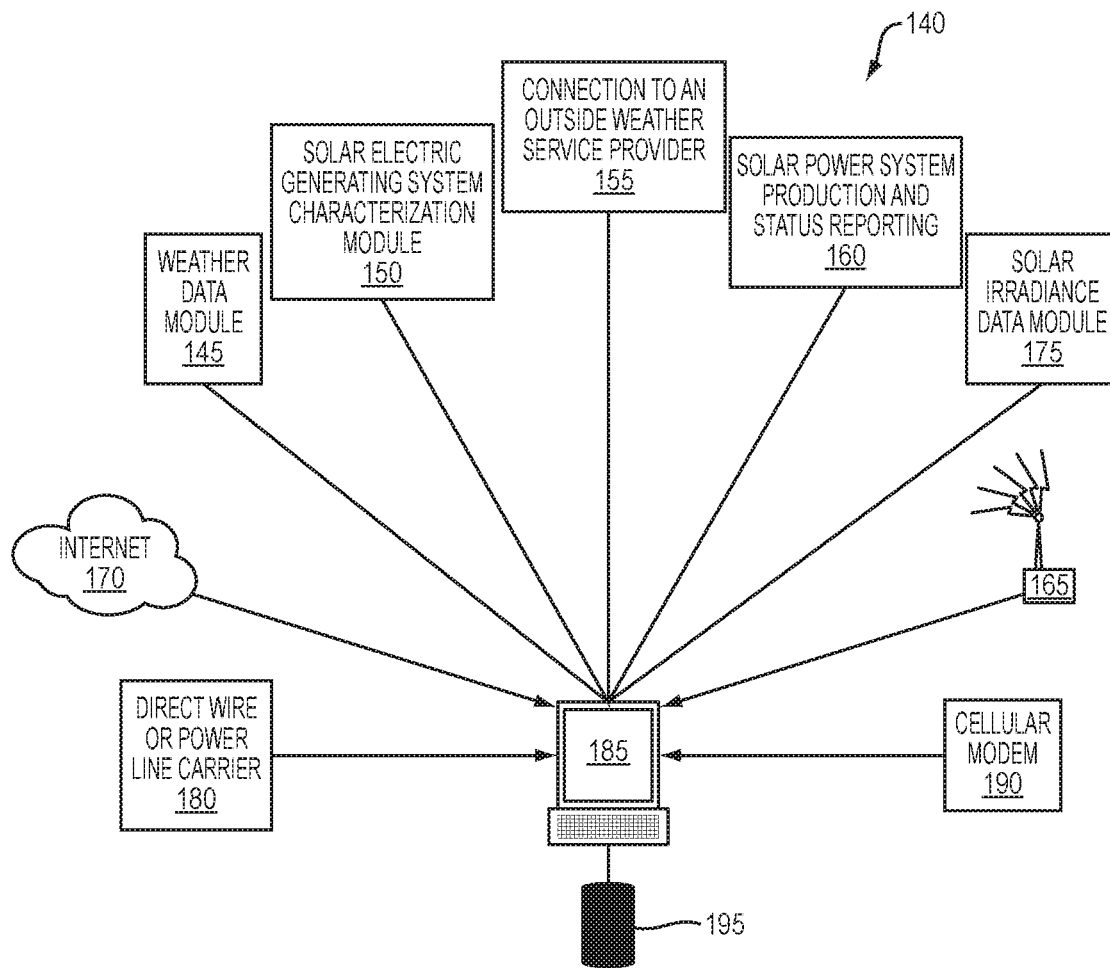 140
CONNECTION TO AN
OUTSIDE WEATHER
SERVICE PROVIDER
155
SOLAR ELECTRIC
GENERATING SYSTEM
CHARACTERIZATION
MODULE
150
SOLAR POWER SYSTEM
PRODUCTION AND
STATUS REPORTING
160
WEATHER
DATA
MODULE
145
SOLAR
IRRADIANCE
DATA MODULE
175
INTERNET
170
165
DIRECT WIRE
OR POWER
LINE CARRIER
180
185
CELLULAR
MODEM
190
195